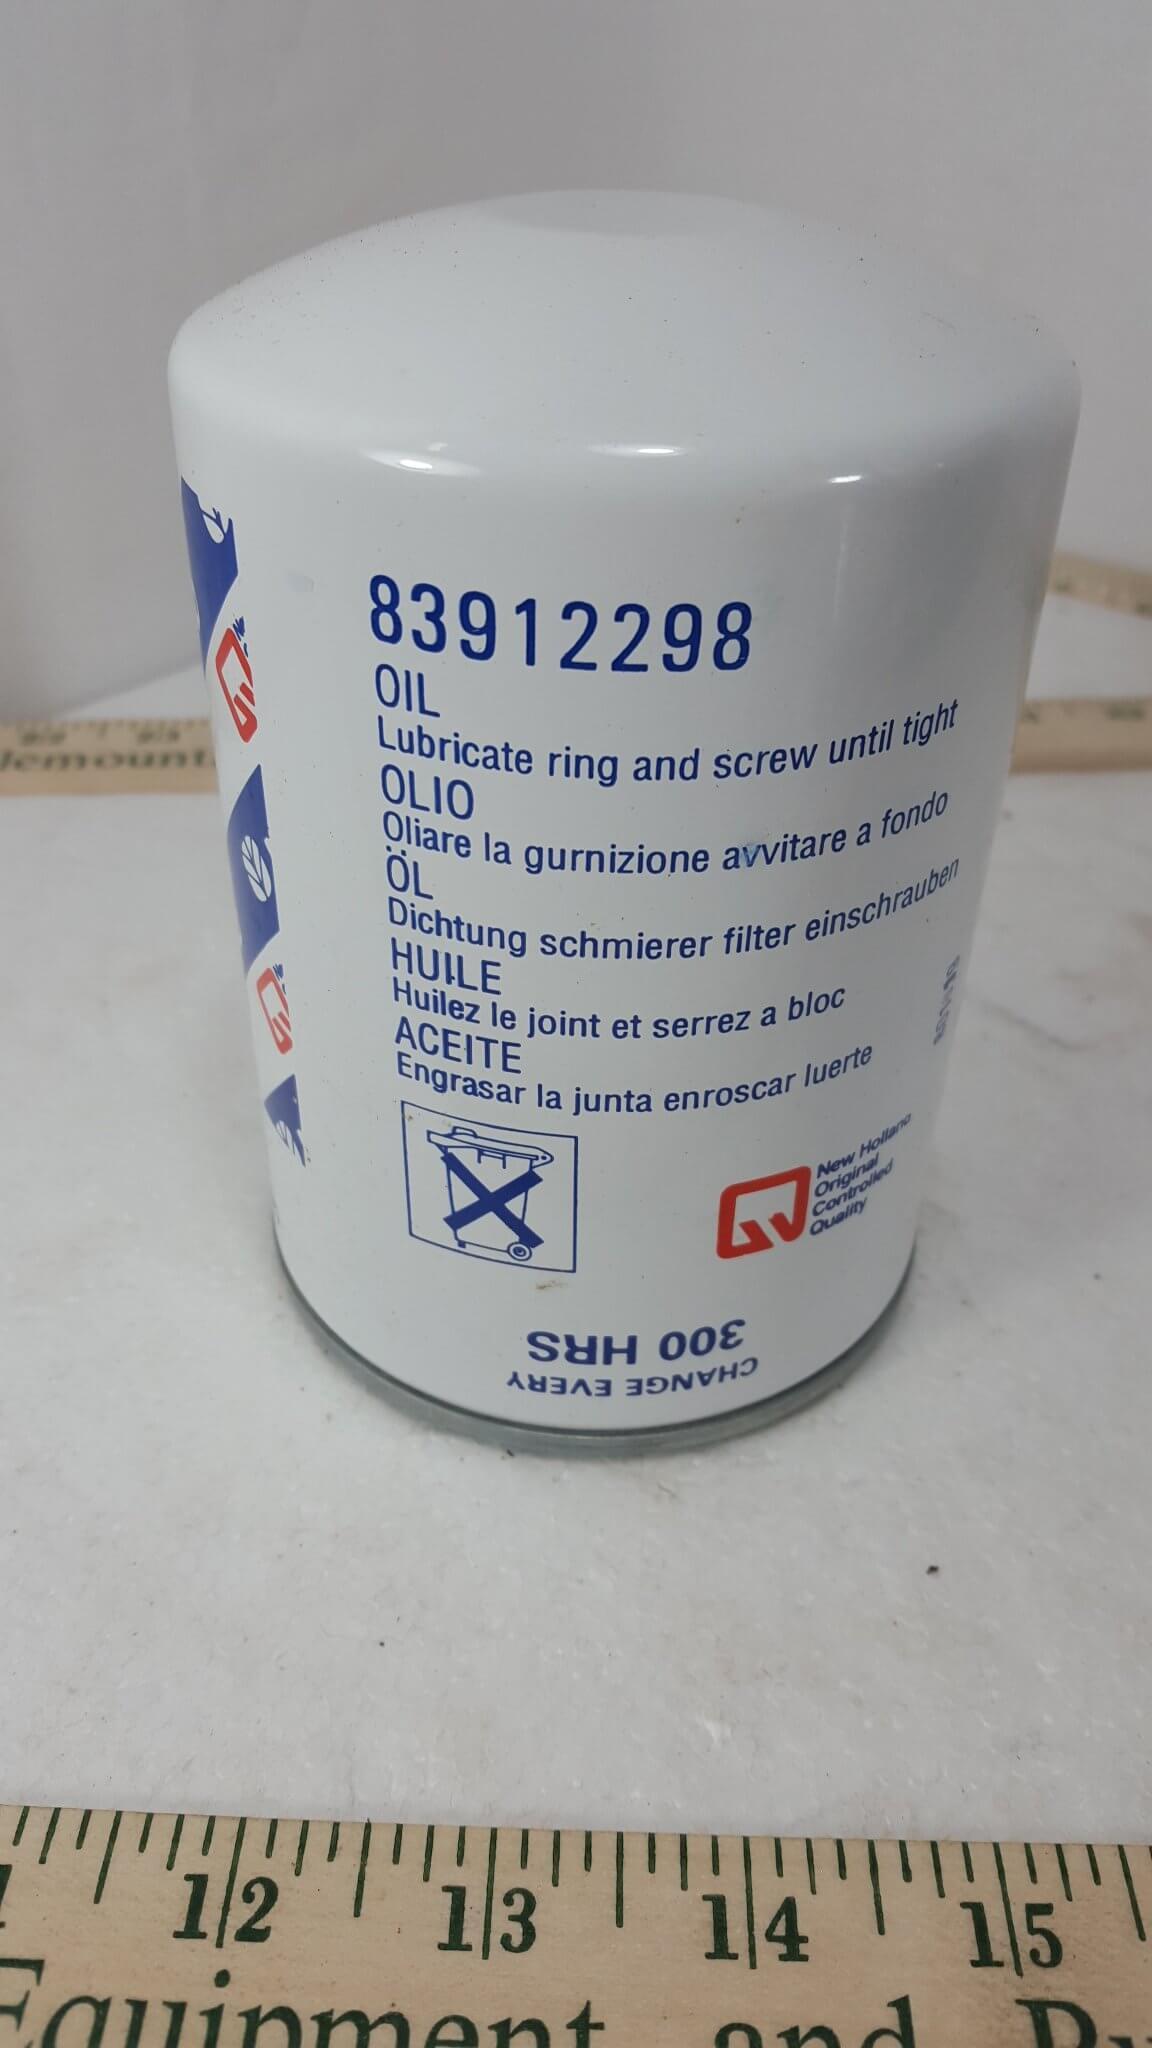 83912298
OIL
Lubricate ring and screw until tight
OLIO
Oliare la gurnizione avvitare a fondo
ÖL
Dichtung schmierer filter einschrauben
HUILE
Huilez le joint et serrez a bloc
ACEITE
Engrasar la junta enroscar luerte
New Holland
Original
Controlled
Quality
CHANGE EVERY
300 HRS
12 13 14 15
Equipment and